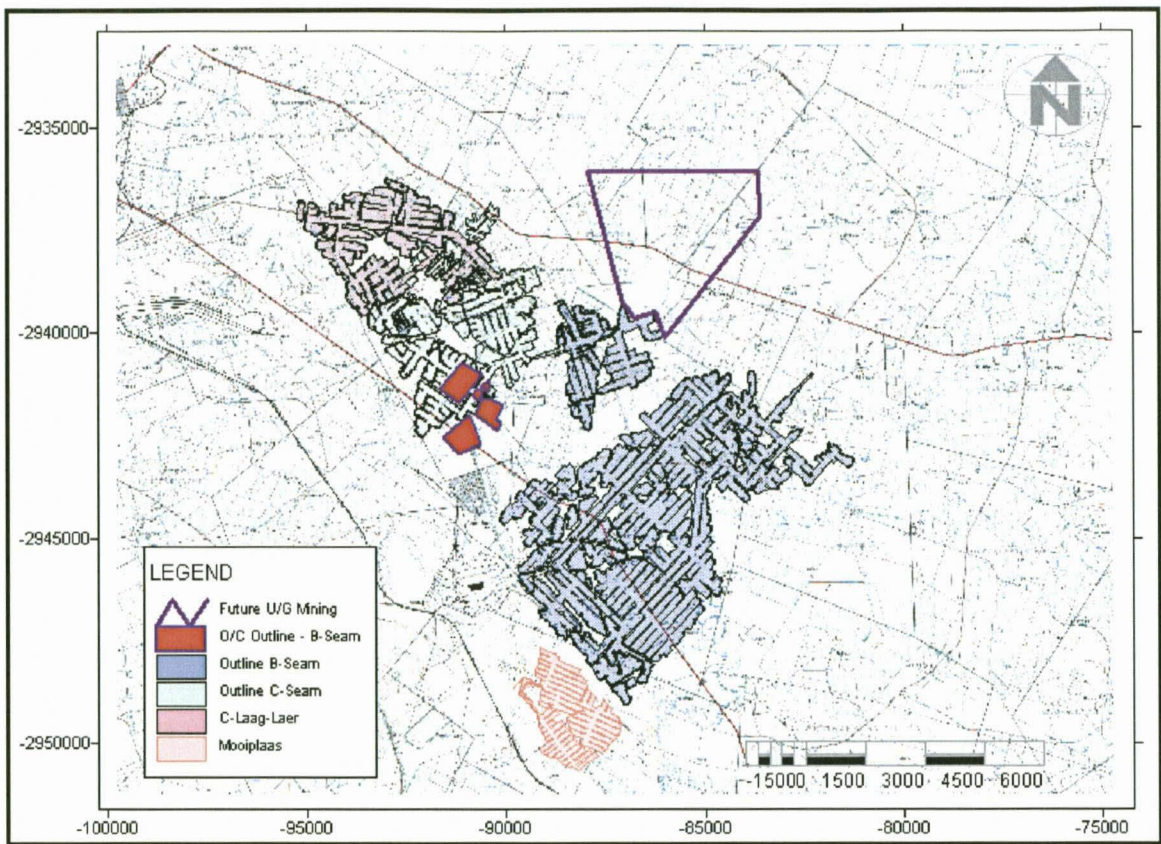 N
-2935000
-2940000
-2945000
-2950000
LEGEND
Future U/G Mining
O/C Outline - B-Seam
Outline B-Seam
Outline C-Seam
C-Laag-Laer
Mooiplaas
-15000 1500 3000 4500 6000
-100000 -95000 -90000 -85000 -80000 -75000